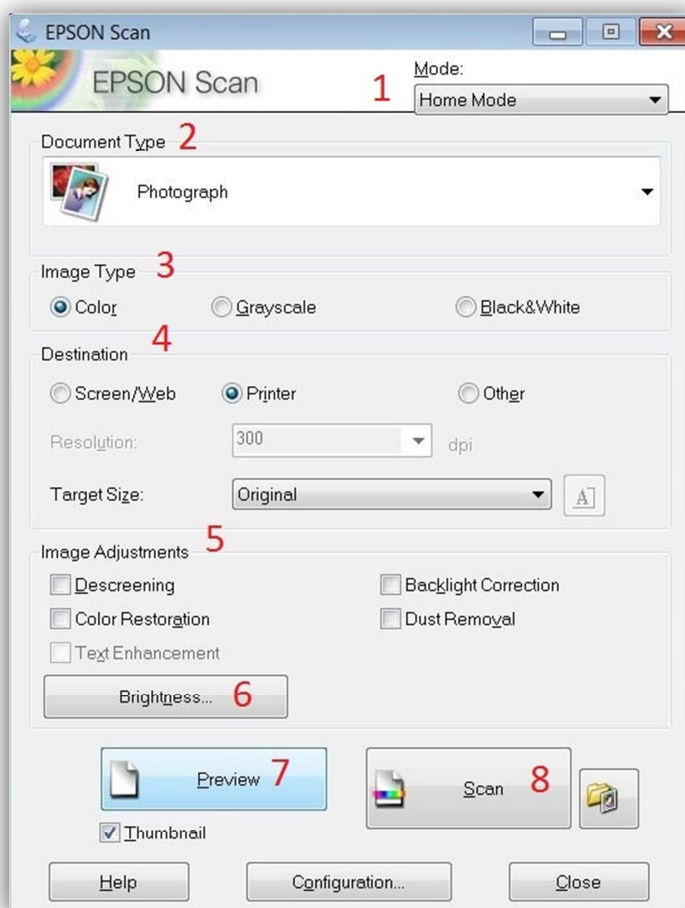 EPSON Scan
EPSON Scan
Mode:
1 Home Mode
Document Type 2
Photograph
Image Type 3
Color Grayscale Black&White
4
Destination
Screen/Web Printer Other
Resolution: 300 dpi
Target Size: Original A
5
Image Adjustments
Descreening Backlight Correction
Color Restoration Dust Removal
Text Enhancement
Brightness... 6
Preview 7 Scan 8
Thumbnail
Help Configuration... Close